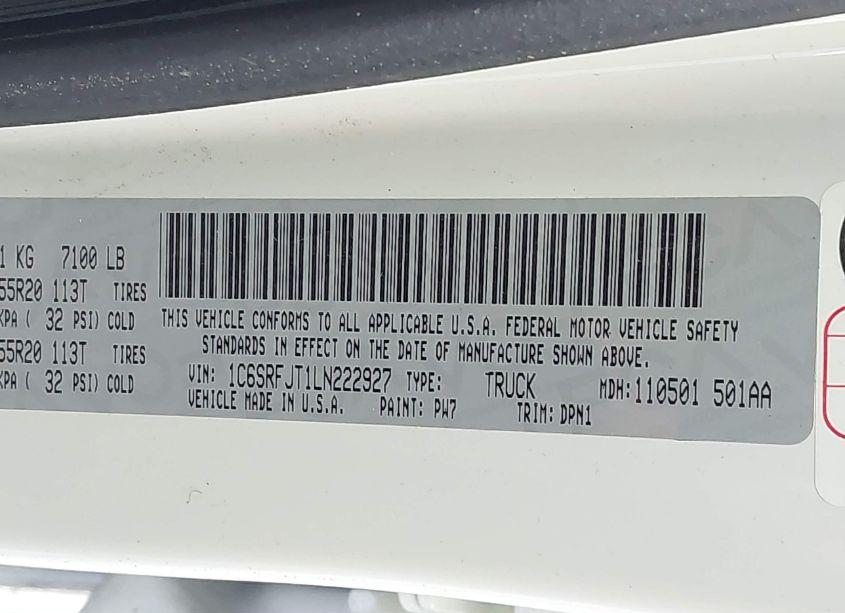 1 KG 7100 LB
55R20 113T TIRES
KPA ( 32 PSI) COLD
55R20 113T TIRES
KPA ( 32 PSI) COLD
THIS VEHICLE CONFORMS TO ALL APPLICABLE U.S.A. FEDERAL MOTOR VEHICLE SAFETY
STANDARDS IN EFFECT ON THE DATE OF MANUFACTURE SHOWN ABOVE.
VIN: 1C6SRFJT1LN222927 TYPE: TRUCK MDH:110501 501AA
VEHICLE MADE IN U.S.A. PAINT: PW7 TRIM: DPN1